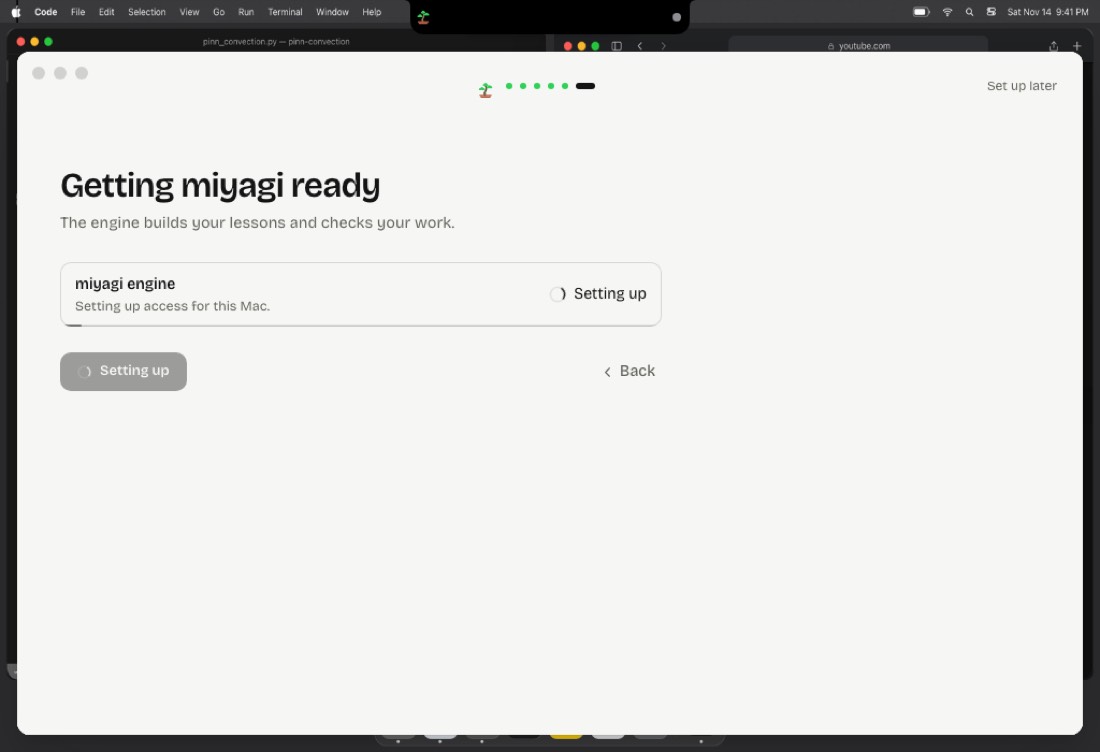 Code File Edit Selection View Go Run Terminal Window Help
Sat Nov 14 9:41 PM
pinn_convection.py — pinn-convection
youtube.com
Set up later
Getting miyagi ready
The engine builds your lessons and checks your work.
miyagi engine
Setting up access for this Mac.
Setting up
Setting up
Back